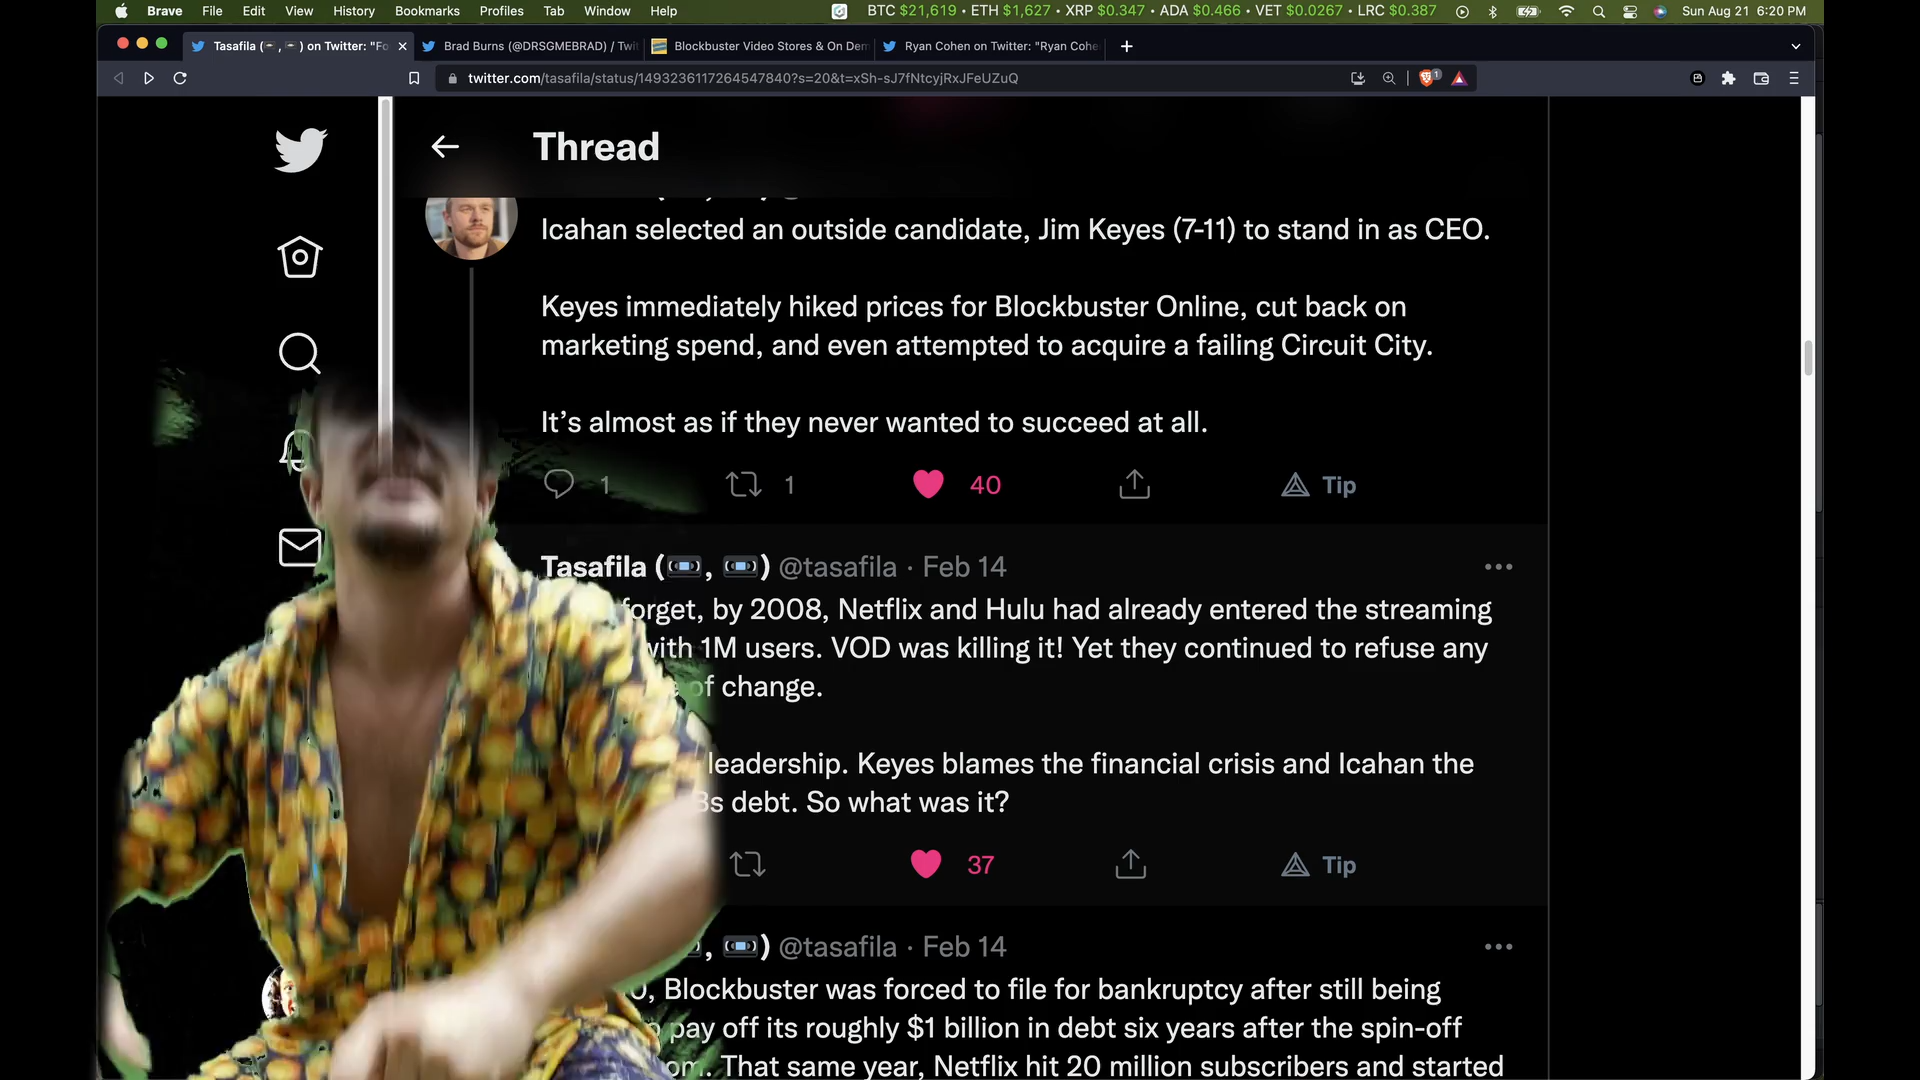 Brave File Edit View History Bookmarks Profiles Tab Window Help BTC $21,619 • ETH $1,627 • XRP $0.347 • ADA $0.466 • VET $0.0267 • LRC $0.387 Sun Aug 21 6:20 PM
Tasafila ( , ) on Twitter: "Fo Brad Burns (@DRSGMEBRAD) / Twi Blockbuster Video Stores & On Dem Ryan Cohen on Twitter: "Ryan Cohe
twitter.com/tasafila/status/1493236117264547840?s=20&t=xSh-sJ7fNtcyjRxJFeUZuQ 1
Thread
Icahan selected an outside candidate, Jim Keyes (7-11) to stand in as CEO.
Keyes immediately hiked prices for Blockbuster Online, cut back on
marketing spend, and even attempted to acquire a failing Circuit City.
It's almost as if they never wanted to succeed at all.
1 1 40 Tip
Tasafila (📼, 📼) @tasafila · Feb 14
forget, by 2008, Netflix and Hulu had already entered the streaming
with 1M users. VOD was killing it! Yet they continued to refuse any
of change.
leadership. Keyes blames the financial crisis and Icahan the
debt. So what was it?
37 Tip
, 📼) @tasafila · Feb 14
Blockbuster was forced to file for bankruptcy after still being
pay off its roughly $1 billion in debt six years after the spin-off
That same year, Netflix hit 20 million subscribers and started